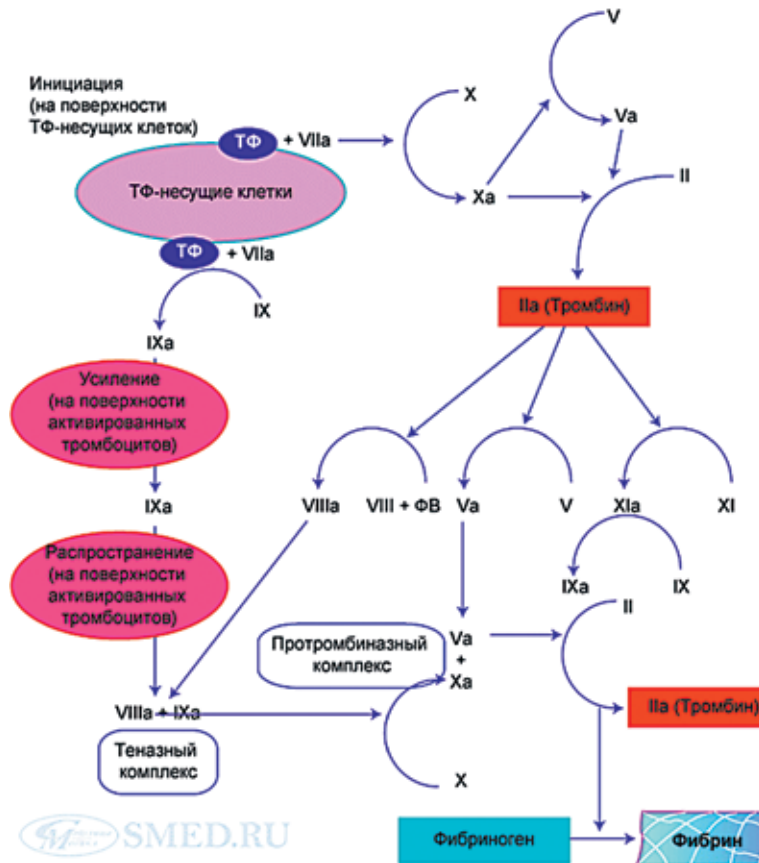 V
Инициация
(на поверхности
ТФ-несущих клеток)
X
ТФ + VIIa
Va
ТФ-несущие клетки
Xa
II
ТФ + VIIa
IIa (Тромбин)
IX
IXa
Усиление
(на поверхности
активированных
тромбоцитов)
IXa
VIIIa
VIII + ФВ
Va
V
XIa
XI
Распространение
(на поверхности
активированных
тромбоцитов)
IXa
IX
II
Протромбиназный
комплекс
Va
+
Xa
VIIIa + IXa
IIa (Тромбин)
Теназный
комплекс
X
SMED.RU
Фибриноген
Фибрин